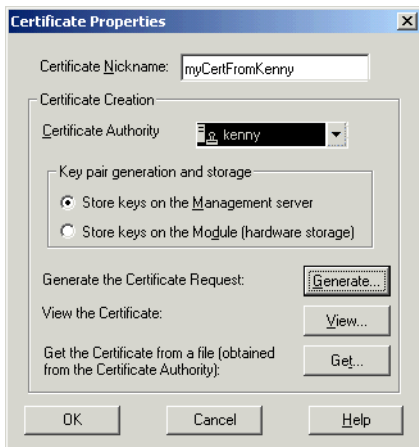 Certificate Properties
Certificate Nickname: myCertFromKenny
Certificate Creation
Certificate Authority kenny
Key pair generation and storage
Store keys on the Management server
Store keys on the Module (hardware storage)
Generate the Certificate Request: Generate...
View the Certificate: View...
Get the Certificate from a file (obtained
from the Certificate Authority): Get...
OK Cancel Help